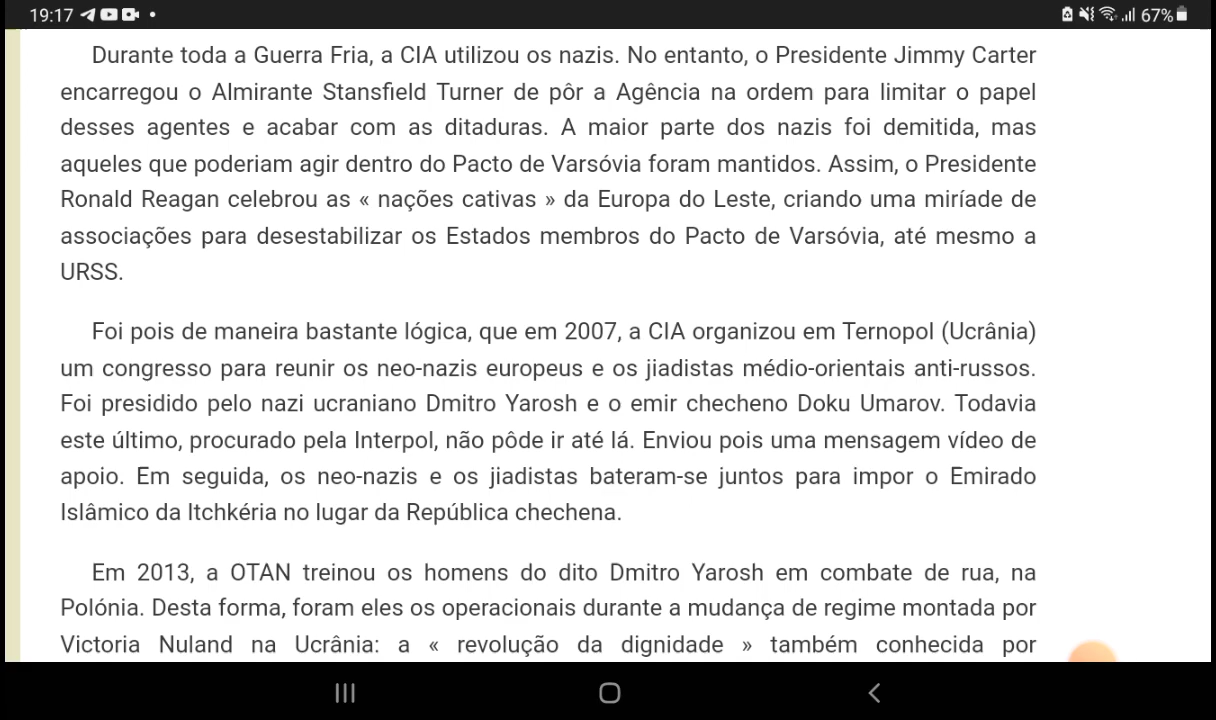 19:17
67%
Durante toda a Guerra Fria, a CIA utilizou os nazis. No entanto, o Presidente Jimmy Carter
encarregou o Almirante Stansfield Turner de pôr a Agência na ordem para limitar o papel
desses agentes e acabar com as ditaduras. A maior parte dos nazis foi demitida, mas
aqueles que poderiam agir dentro do Pacto de Varsóvia foram mantidos. Assim, o Presidente
Ronald Reagan celebrou as « nações cativas » da Europa do Leste, criando uma miríade de
associações para desestabilizar os Estados membros do Pacto de Varsóvia, até mesmo a
URSS.
Foi pois de maneira bastante lógica, que em 2007, a CIA organizou em Ternopol (Ucrânia)
um congresso para reunir os neo-nazis europeus e os jiadistas médio-orientais anti-russos.
Foi presidido pelo nazi ucraniano Dmitro Yarosh e o emir checheno Doku Umarov. Todavia
este último, procurado pela Interpol, não pôde ir até lá. Enviou pois uma mensagem vídeo de
apoio. Em seguida, os neo-nazis e os jiadistas bateram-se juntos para impor o Emirado
Islâmico da Itchkéria no lugar da República chechena.
Em 2013, a OTAN treinou os homens do dito Dmitro Yarosh em combate de rua, na
Polónia. Desta forma, foram eles os operacionais durante a mudança de regime montada por
Victoria Nuland na Ucrânia: a « revolução da dignidade » também conhecida por